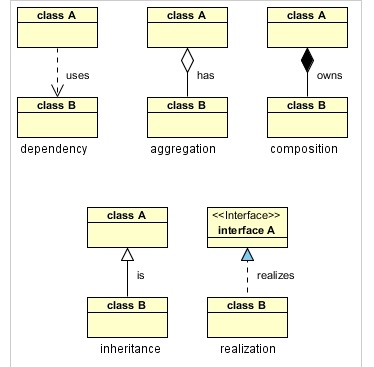 class A
uses
class B
dependency
class A
has
class B
aggregation
class A
owns
class B
composition
class A
is
class B
inheritance
<<Interface>>
interface A
realizes
class B
realization